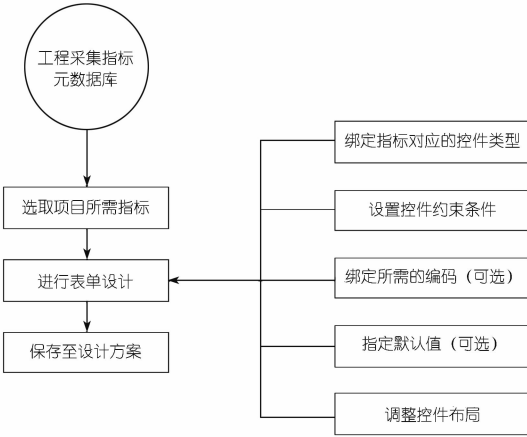 工程采集指标
元数据库
选取项目所需指标
进行表单设计
保存至设计方案
绑定指标对应的控件类型
设置控件约束条件
绑定所需的编码（可选）
指定默认值（可选）
调整控件布局